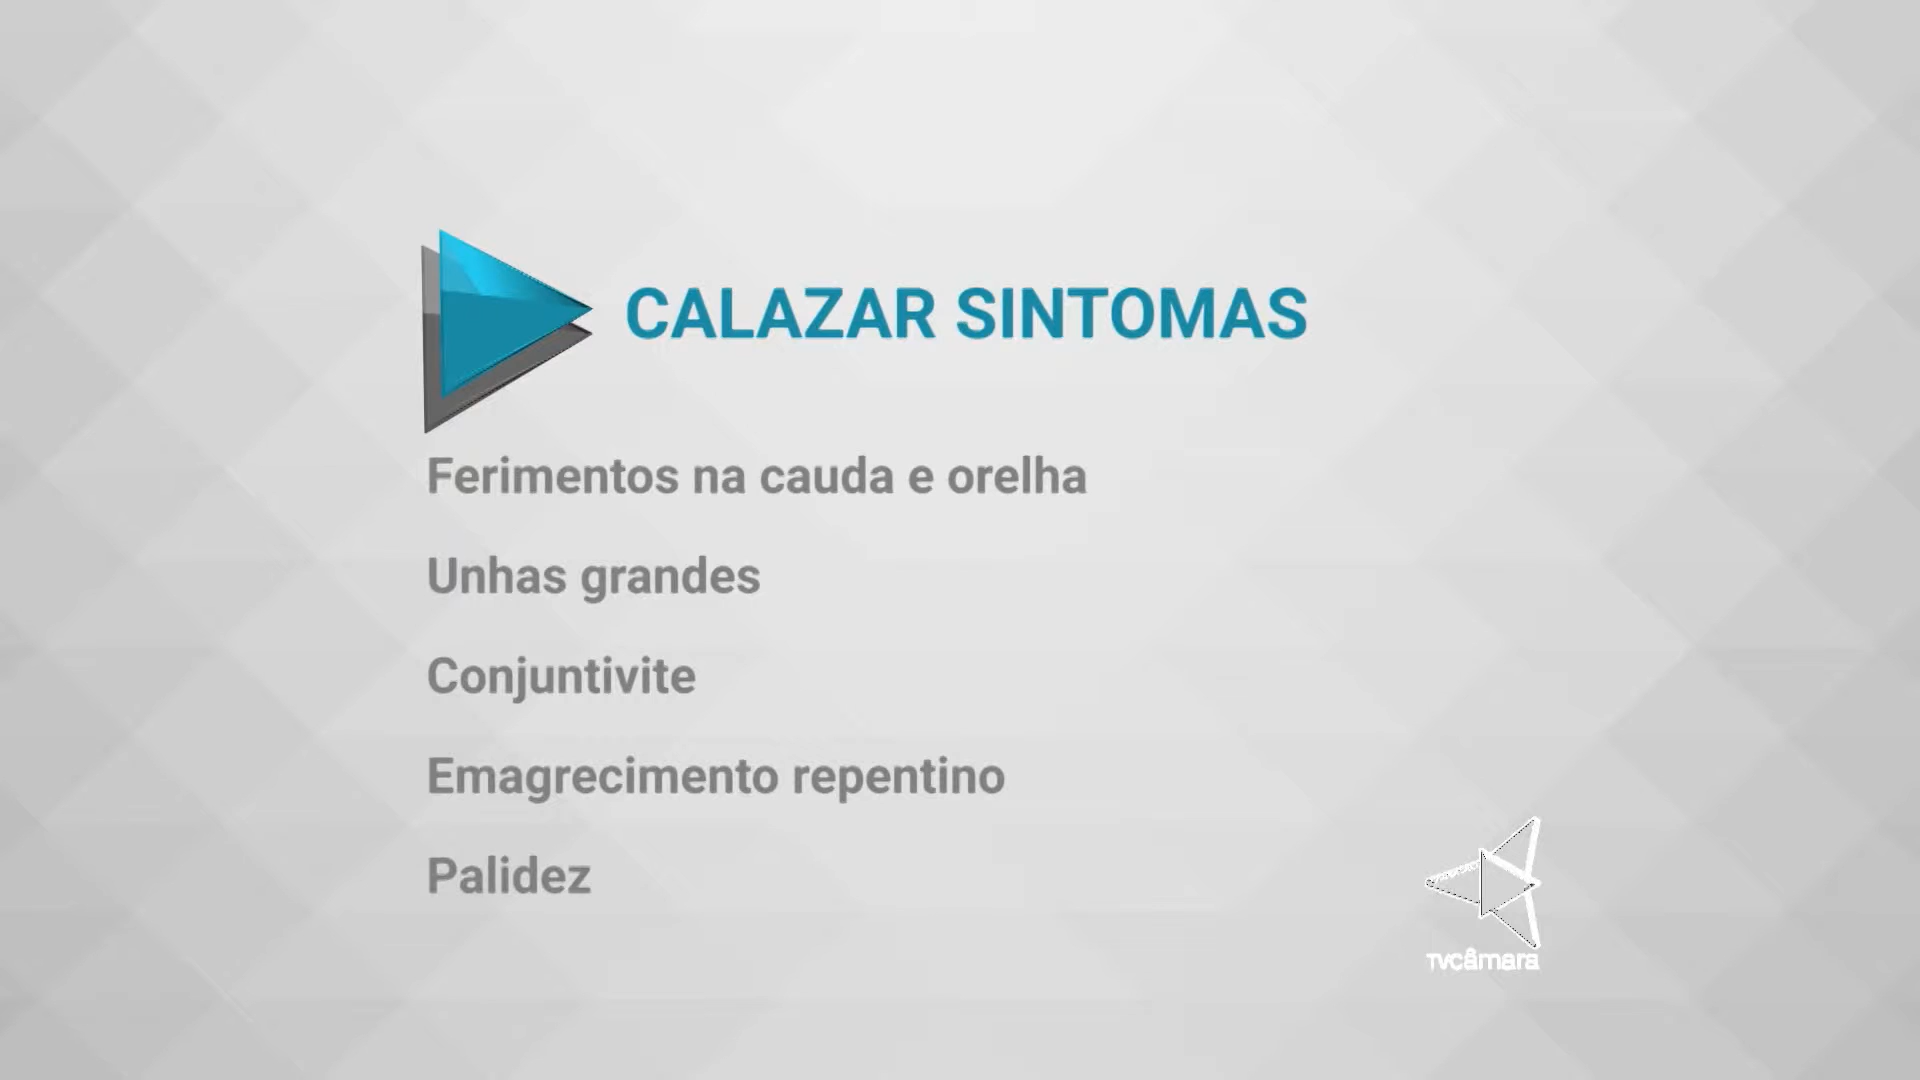 CALAZAR SINTOMAS
Ferimentos na cauda e orelha
Unhas grandes
Conjuntivite
Emagrecimento repentino
Palidez
TVcâmara